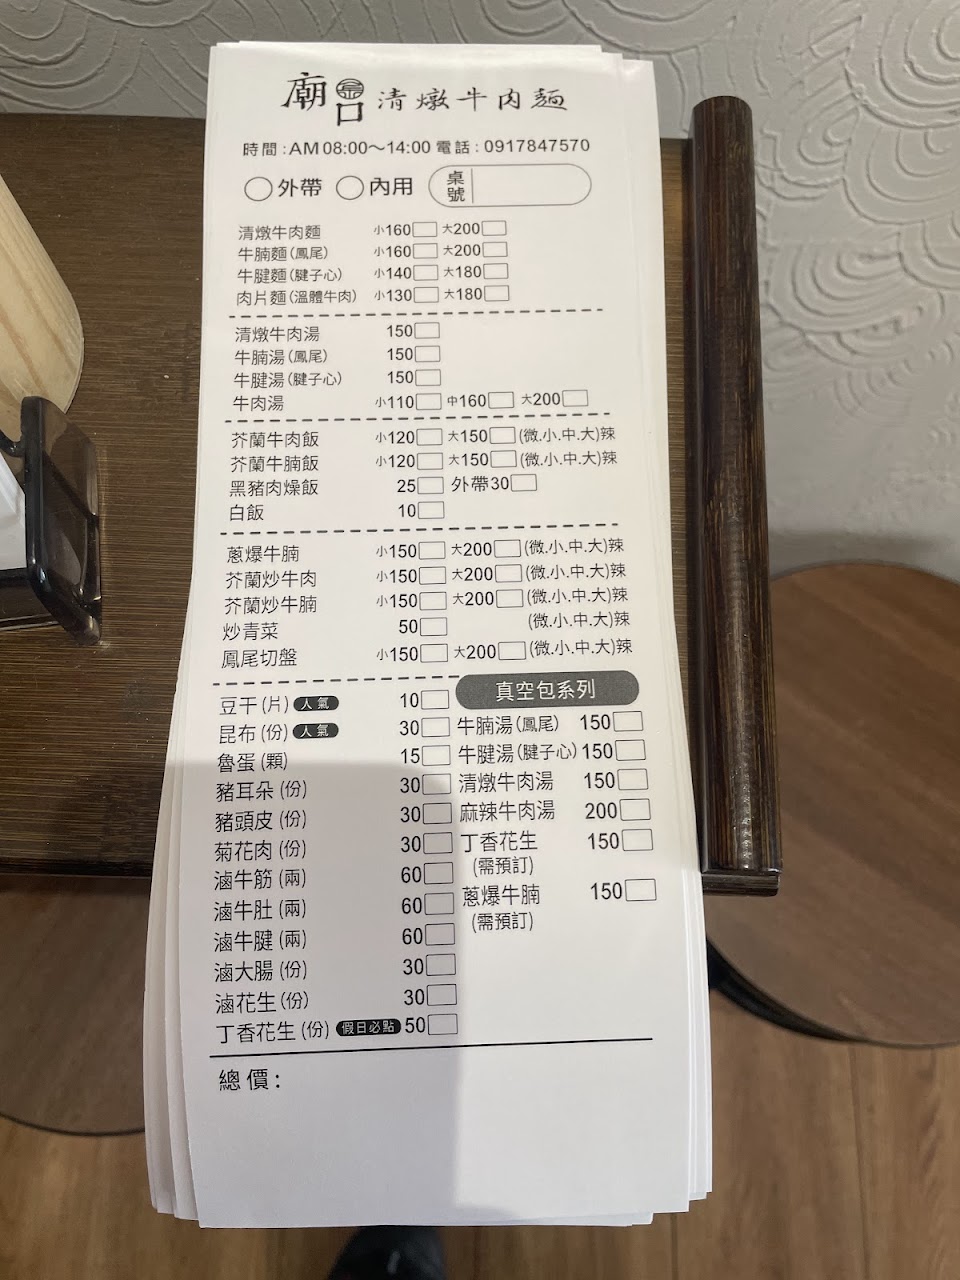 廟口清燉牛肉麵
時間:AM08:00～14:00 電話:0917847570
外帶 內用 桌號
清燉牛肉麵 小160 大200
牛腩麵(鳳尾) 小160 大200
牛腱麵(腱子心) 小140 大180
肉片麵(溫體牛肉) 小130 大180
清燉牛肉湯 150
牛腩湯(鳳尾) 150
牛腱湯(腱子心) 150
牛肉湯 小110 中160 大200
芥蘭牛肉飯 小120 大150 (微.小.中.大)辣
芥蘭牛腩飯 小120 大150 (微.小.中.大)辣
黑豬肉燥飯 25 外帶30
白飯 10
蔥爆牛腩 小150 大200 (微.小.中.大)辣
芥蘭炒牛肉 小150 大200 (微.小.中.大)辣
芥蘭炒牛腩 小150 大200 (微.小.中.大)辣
炒青菜 50 (微.小.中.大)辣
鳳尾切盤 小150 大200 (微.小.中.大)辣
豆干(片) 人氣 10
昆布(份) 人氣 30
魯蛋(顆) 15
豬耳朵(份) 30
豬頭皮(份) 30
菊花肉(份) 30
滷牛筋(兩) 60
滷牛肚(兩) 60
滷牛腱(兩) 60
滷大腸(份) 30
滷花生(份) 30
丁香花生(份) 假日必點 50
真空包系列
牛腩湯(鳳尾) 150
牛腱湯(腱子心) 150
清燉牛肉湯 150
麻辣牛肉湯 200
丁香花生 150
(需預訂)
蔥爆牛腩 150
(需預訂)
總價: